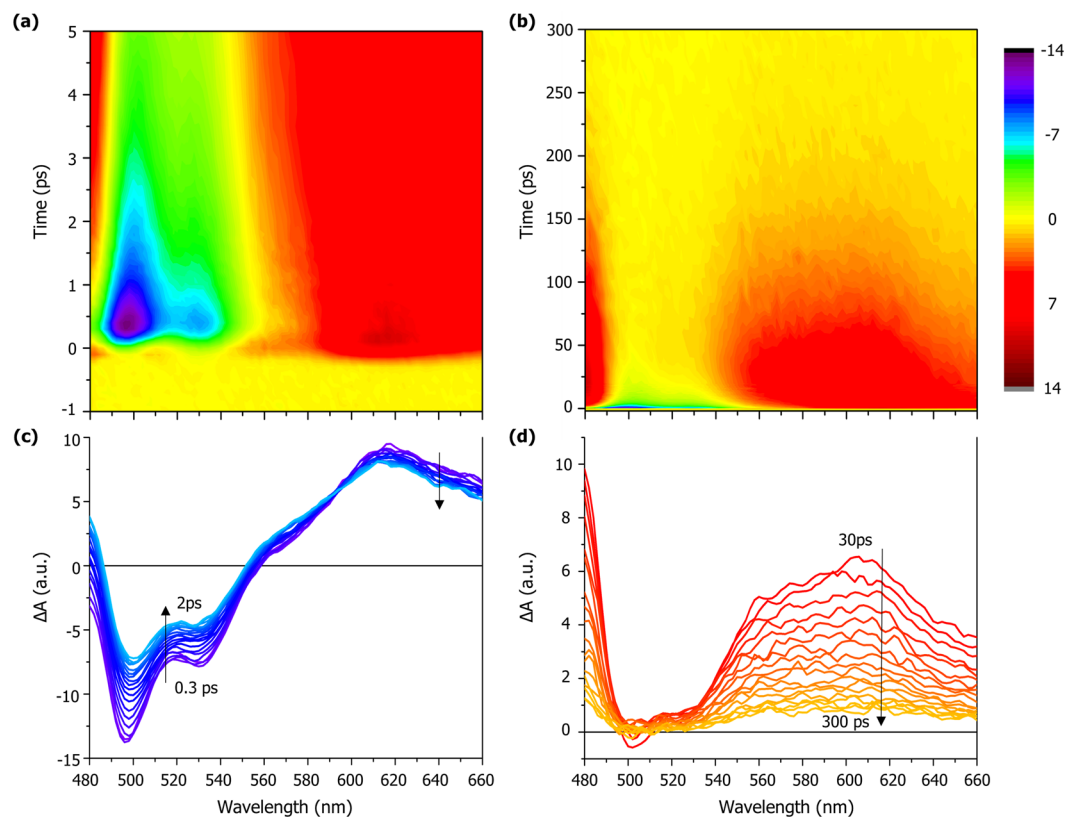 (a)
(b)
5
4
3
2
1
0
-1
Time (ps)
300
250
200
150
100
50
0
Time (ps)
-14
-7
0
7
14
(c)
(d)
10
5
0
-5
-10
-15
ΔA (a.u.)
2ps
0.3 ps
480 500 520 540 560 580 600 620 640 660
Wavelength (nm)
10
8
6
4
2
0
ΔA (a.u.)
30ps
300 ps
480 500 520 540 560 580 600 620 640 660
Wavelength (nm)